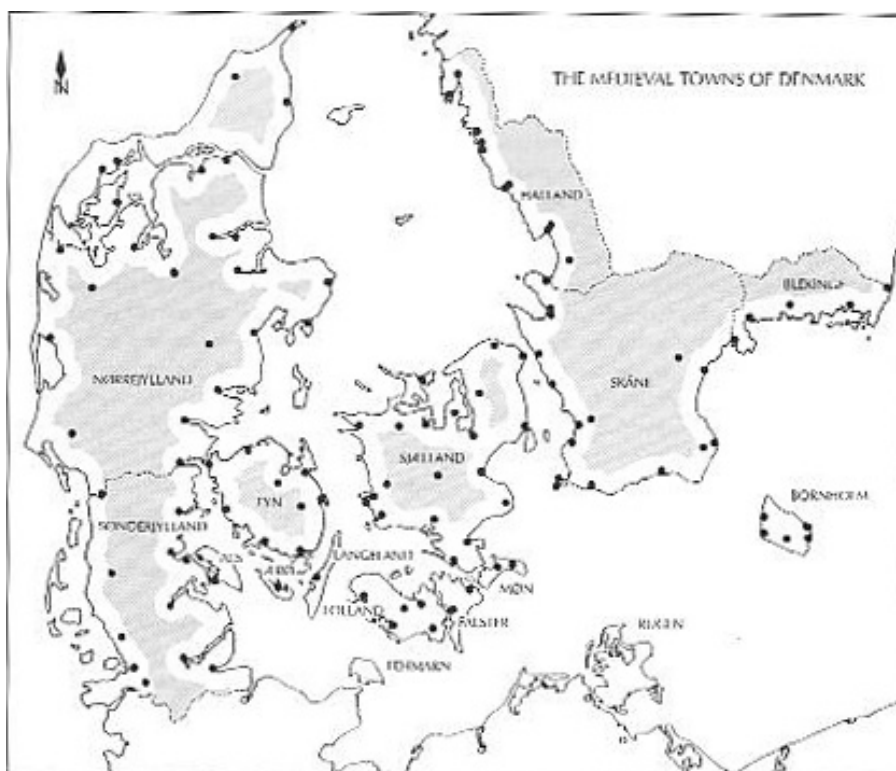 THE MEDIEVAL TOWNS OF DENMARK
N
HALLAND
BLEKINGE
NØRREJYLLAND
SKÅNE
SJÆLLAND
FYN
BORNHOLM
SØNDERJYLLAND
ALS
LANGELAND
ÆRØ
MØN
LOLLAND
FALSTER
RÜGEN
FEHMARN